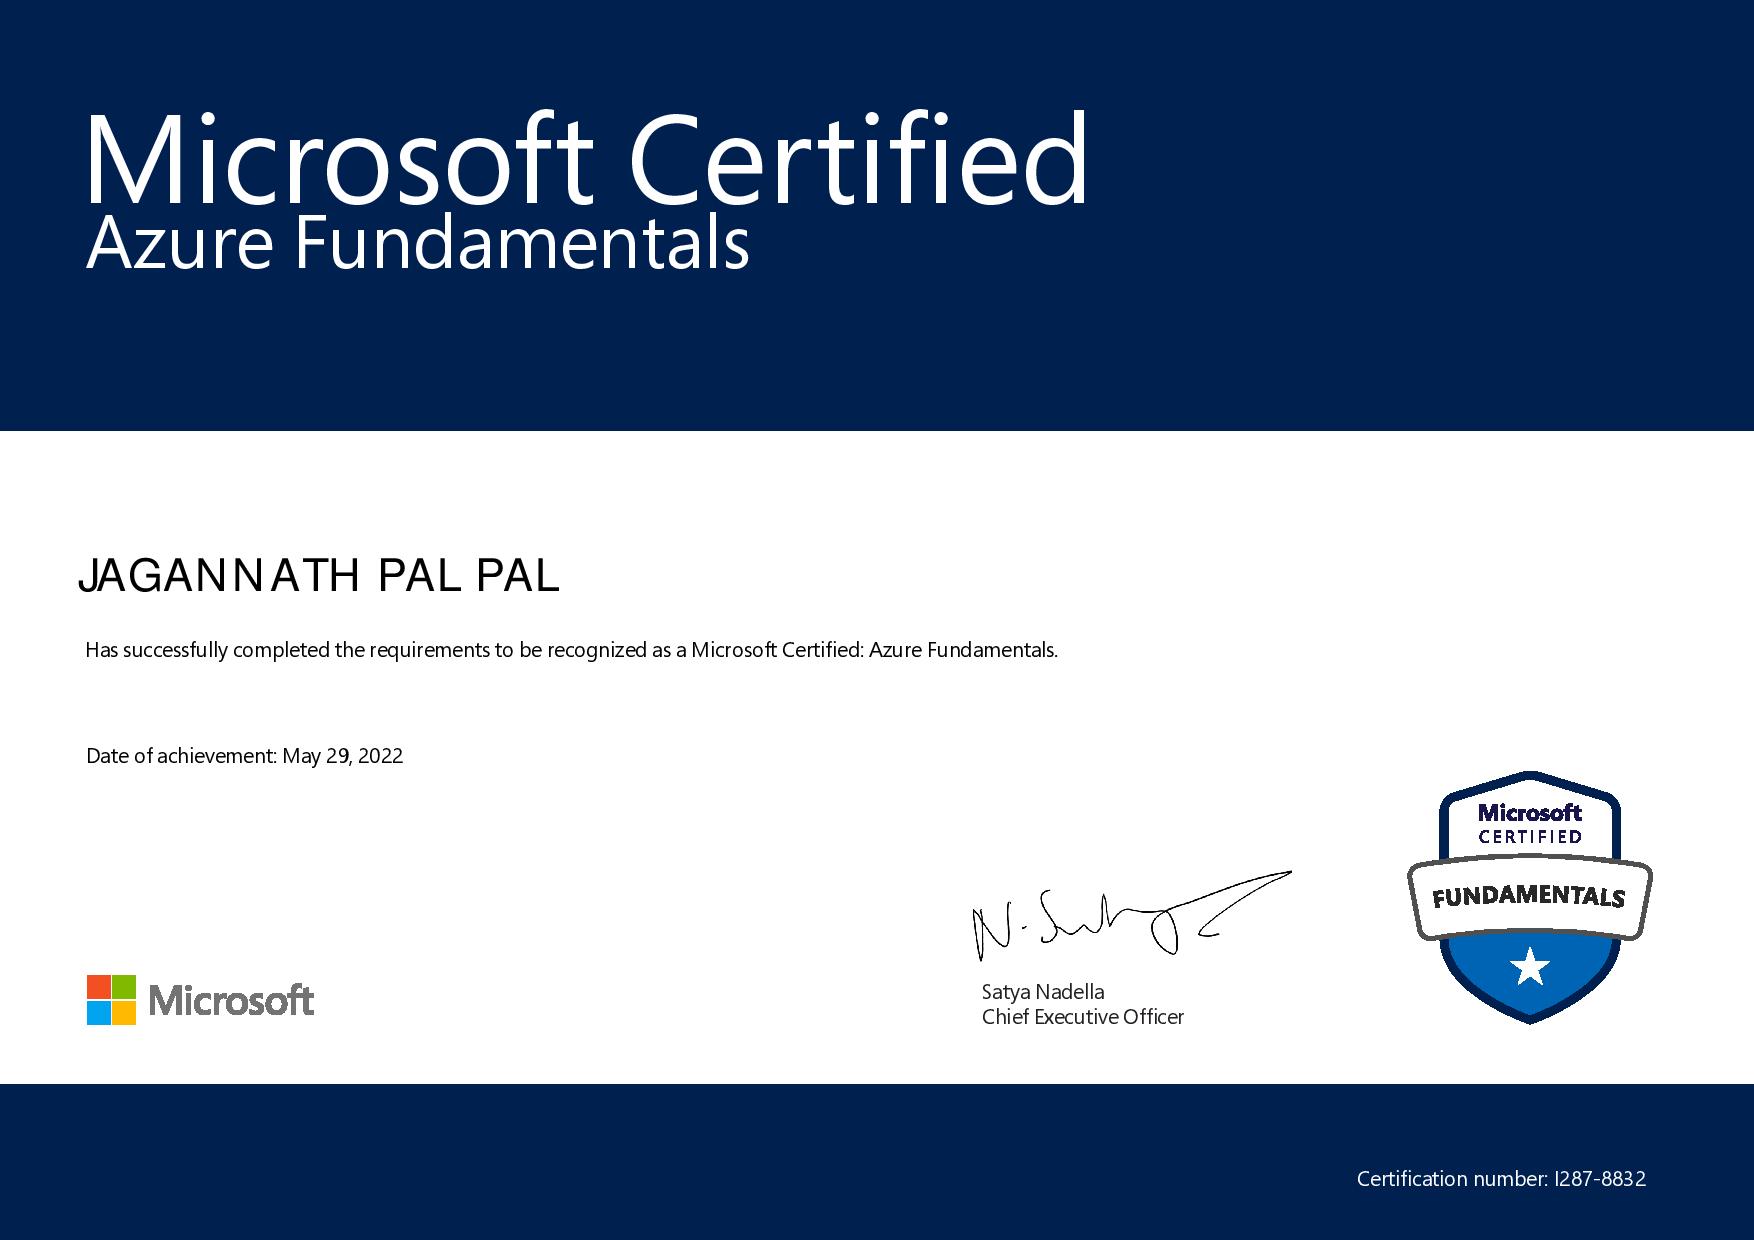 Microsoft Certified
Azure Fundamentals
JAGANNATH PAL PAL
Has successfully completed the requirements to be recognized as a Microsoft Certified: Azure Fundamentals.
Date of achievement: May 29, 2022
Microsoft
CERTIFIED
FUNDAMENTALS
Microsoft
Satya Nadella
Chief Executive Officer
Certification number: I287-8832